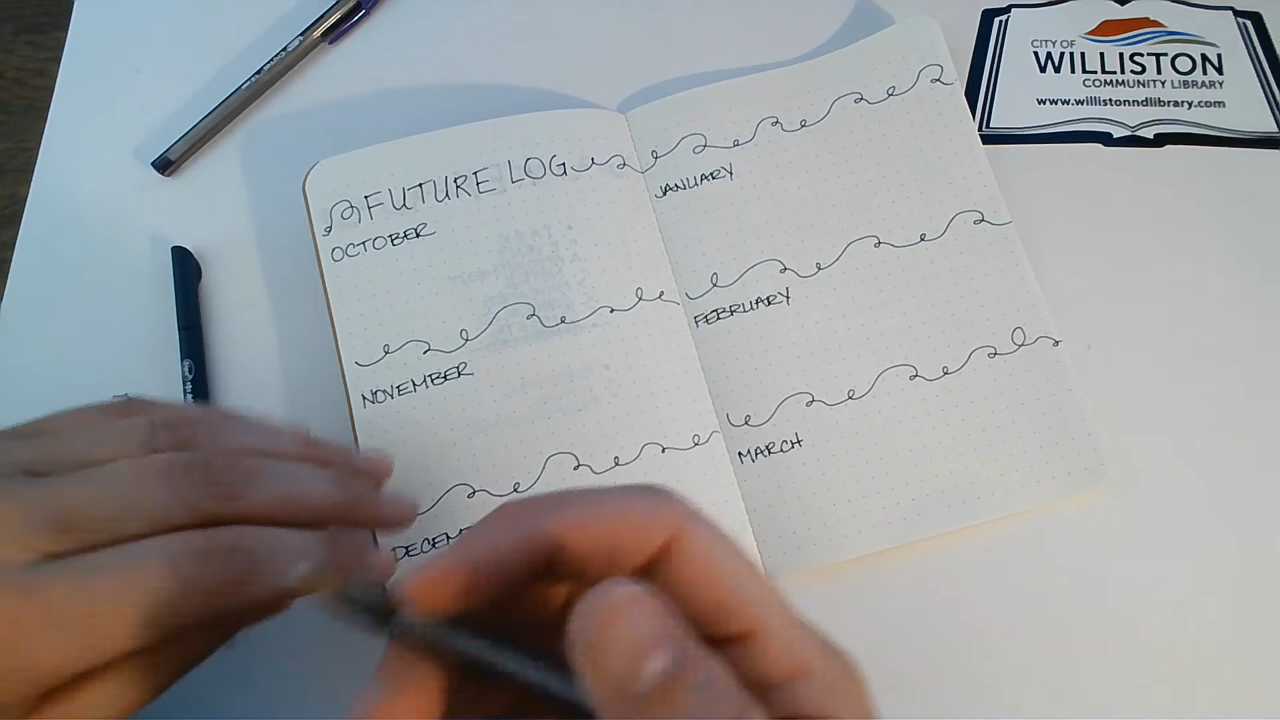 FUTURE LOG
OCTOBER
NOVEMBER
JANUARY
FEBRUARY
MARCH
CITY OF
WILLISTON
COMMUNITY LIBRARY
www.willistonndlibrary.com